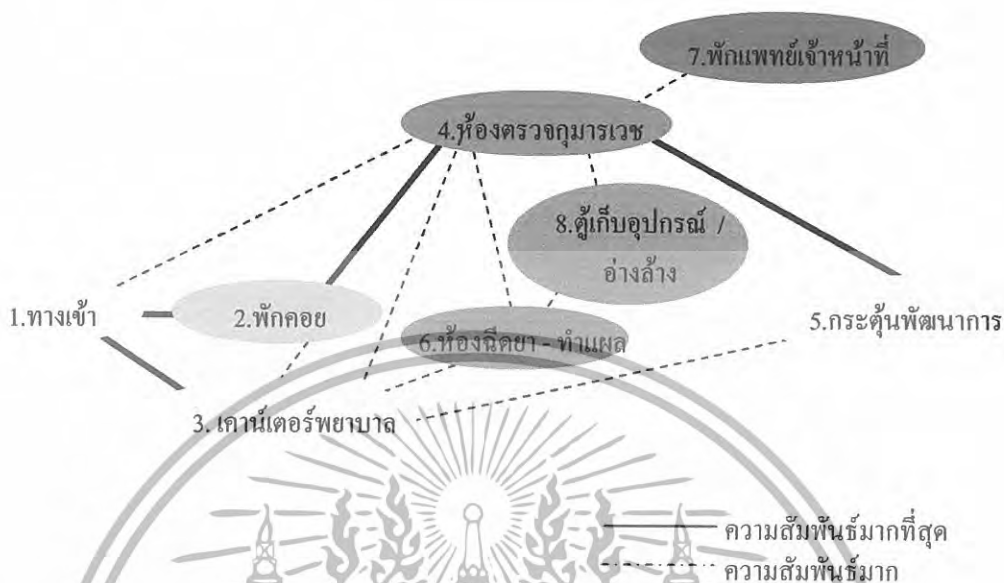 7.พักแพทย์เจ้าหน้าที่
4.ห้องตรวจกุมารเวช
8.ตู้เก็บอุปกรณ์ /
อ่างล้าง
1.ทางเข้า
2.พักคอย
5.กระตุ้นพัฒนาการ
6.ห้องฉีดยา - ทำแผล
3. เคาน์เตอร์พยาบาล
ความสัมพันธ์มากที่สุด
ความสัมพันธ์มาก